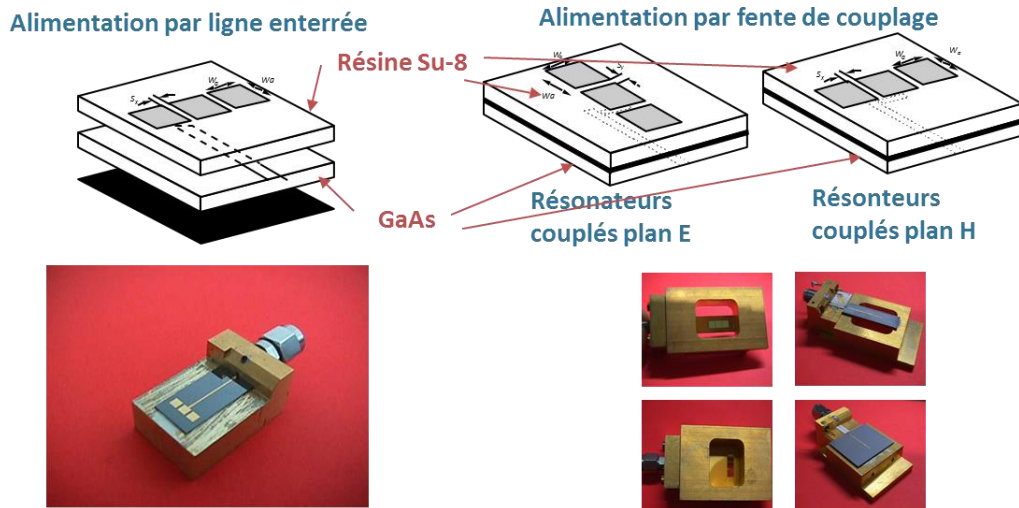 Alimentation par ligne enterrée
Alimentation par fente de couplage
Résine Su-8
GaAs
Résonateurs
couplés plan E
Résonteurs
couplés plan H